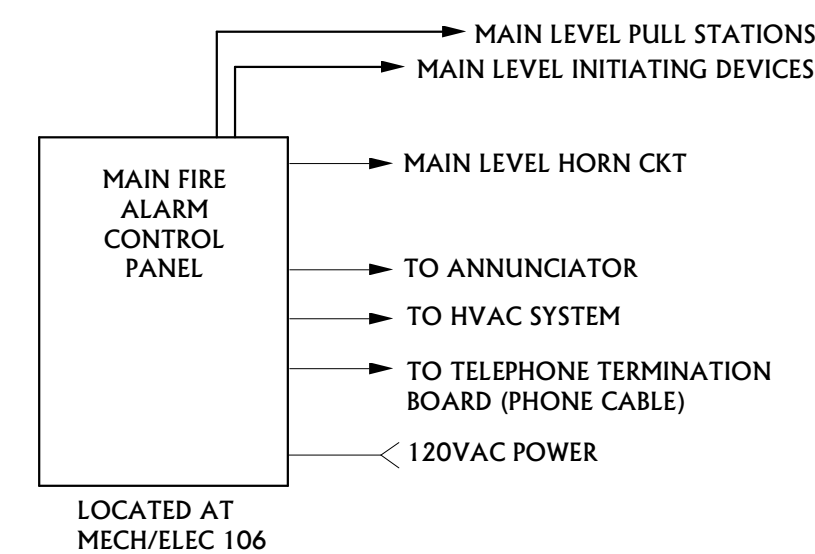 MAIN LEVEL PULL STATIONS
MAIN LEVEL INITIATING DEVICES
MAIN FIRE
ALARM
CONTROL
PANEL
MAIN LEVEL HORN CKT
TO ANNUNCIATOR
TO HVAC SYSTEM
TO TELEPHONE TERMINATION
BOARD (PHONE CABLE)
120VAC POWER
LOCATED AT
MECH/ELEC 106